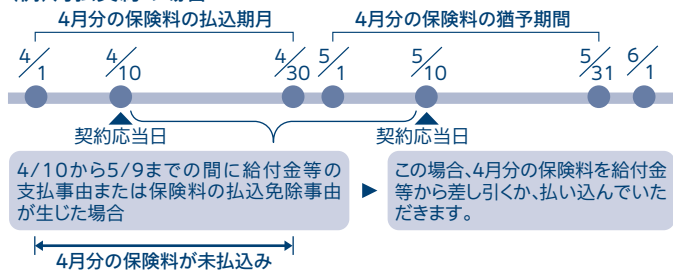 4月分の保険料の払込期月 4月分の保険料の猶予期間
4/1 4/10 4/30 5/1 5/10 5/31 6/1
契約応当日 契約応当日
4/10から5/9までの間に給付金等の
支払事由または保険料の払込免除事由
が生じた場合
この場合、4月分の保険料を給付金
等から差し引くか、払い込んでいた
だきます。
4月分の保険料が未払込み